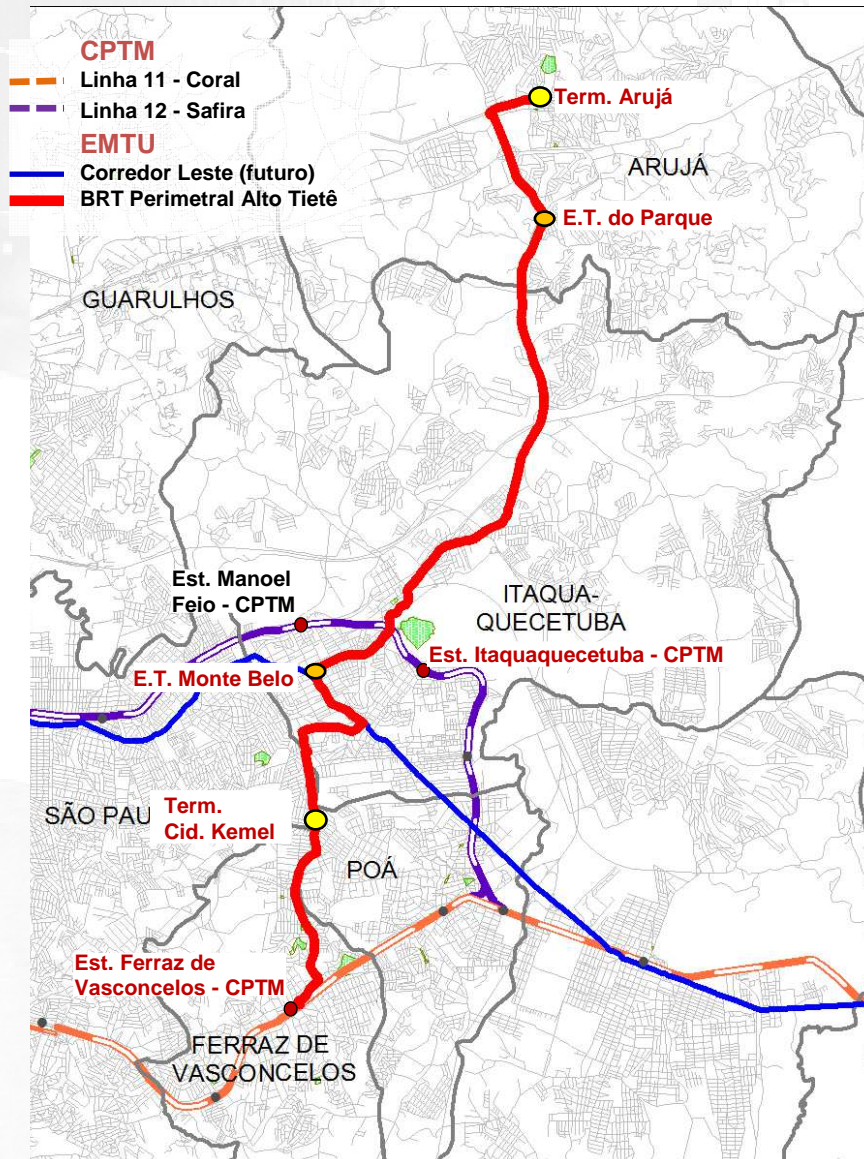 CPTM
Linha 11 - Coral
Linha 12 - Safira
EMTU
Corredor Leste (futuro)
BRT Perimetral Alto Tietê
Term. Arujá
ARUJÁ
E.T. do Parque
GUARULHOS
Est. Manoel
Feio - CPTM
ITAQUA-
QUECETUBA
Est. Itaquaquecetuba - CPTM
E.T. Monte Belo
SÃO PAU
Term.
Cid. Kemel
POÁ
Est. Ferraz de
Vasconcelos - CPTM
FERRAZ DE
VASCONCELOS